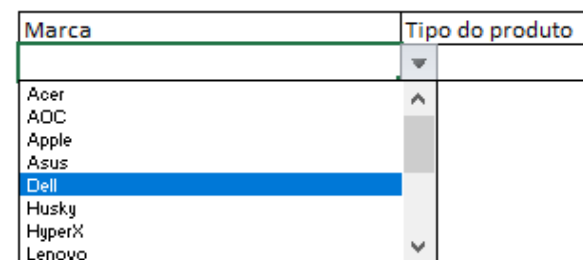 Marca Tipo do produto
Acer
AOC
Apple
Asus
Dell
Husky
HyperX
Lenovo